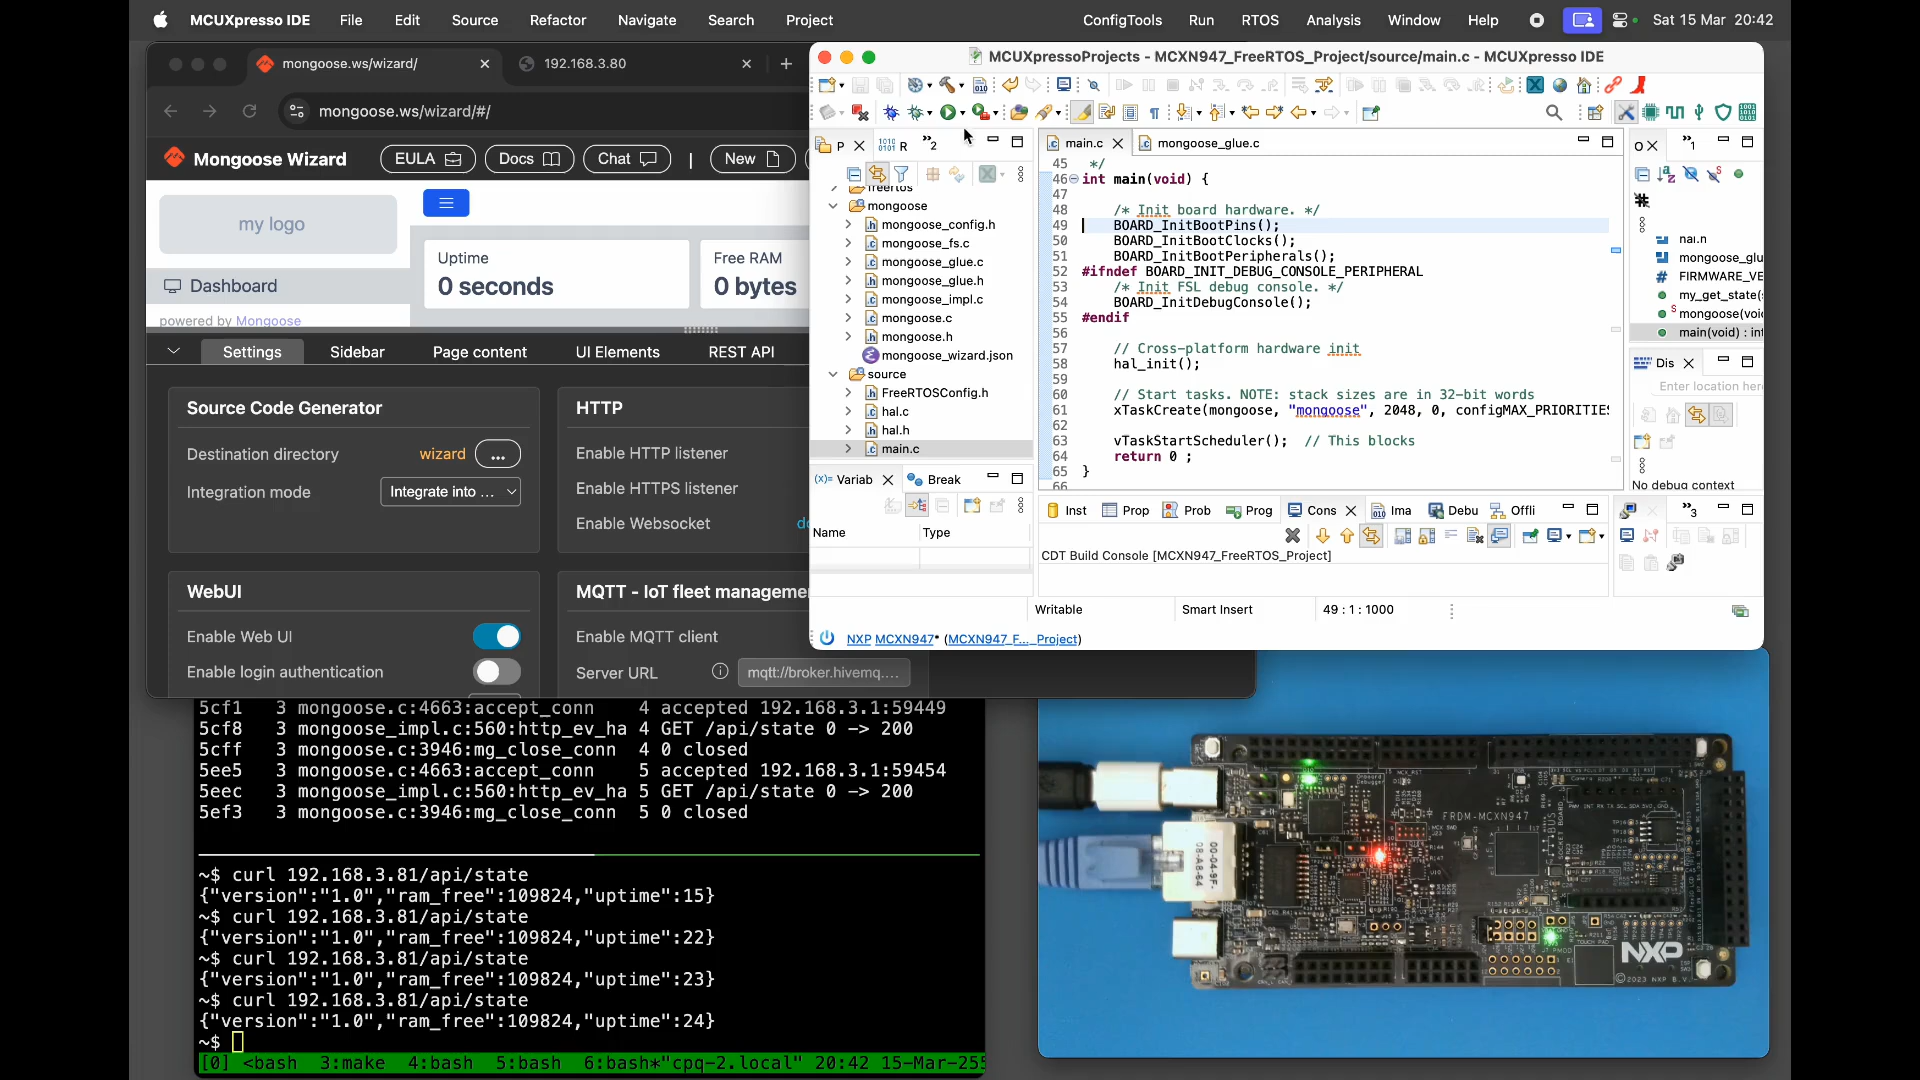 MCUXpresso IDE File Edit Source Refactor Navigate Search Project ConfigTools Run RTOS Analysis Window Help Sat 15 Mar 20:42
mongoose.ws/wizard/
192.168.3.80
mongoose.ws/wizard/#/
Mongoose Wizard EULA Docs Chat | New
my logo
Dashboard
powered by Mongoose
Uptime
0 seconds
Free RAM
0 bytes
Settings Sidebar Page content UI Elements REST API
Source Code Generator
Destination directory wizard ...
Integration mode Integrate into ...
HTTP
Enable HTTP listener
Enable HTTPS listener
Enable Websocket
WebUI
Enable Web UI
Enable login authentication
MQTT - IoT fleet manageme
Enable MQTT client
Server URL mqtt://broker.hivemq....
MCUXpressoProjects - MCXN947_FreeRTOS_Project/source/main.c - MCUXpresso IDE
P R »2
freertos
mongoose
mongoose_config.h
mongoose_fs.c
mongoose_glue.c
mongoose_glue.h
mongoose_impl.c
mongoose.c
mongoose.h
mongoose_wizard.json
source
FreeRTOSConfig.h
hal.c
hal.h
main.c
(x)= Variab Break
Name Type
main.c mongoose_glue.c
45 */
46 int main(void) {
47
48 /* Init board hardware. */
49 BOARD_InitBootPins();
50 BOARD_InitBootClocks();
51 BOARD_InitBootPeripherals();
52 #ifndef BOARD_INIT_DEBUG_CONSOLE_PERIPHERAL
53 /* Init FSL debug console. */
54 BOARD_InitDebugConsole();
55 #endif
56
57 // Cross-platform hardware init
58 hal_init();
59
60 // Start tasks. NOTE: stack sizes are in 32-bit words
61 xTaskCreate(mongoose, "mongoose", 2048, 0, configMAX_PRIORITIES
62
63 vTaskStartScheduler(); // This blocks
64 return 0 ;
65 }
66
O »1
hal.h
mongoose_glu
FIRMWARE_VE
my_get_state(s
mongoose(voi
main(void) : int
Dis
Enter location her
No debug context
Inst Prop Prob Prog Cons Ima Debu Offli »3
CDT Build Console [MCXN947_FreeRTOS_Project]
Writable Smart Insert 49 : 1 : 1000
NXP MCXN947* (MCXN947_F..._Project)
5cf1 3 mongoose.c:4663:accept_conn 4 accepted 192.168.3.1:59449
5cf8 3 mongoose_impl.c:560:http_ev_ha 4 GET /api/state 0 -> 200
5cff 3 mongoose.c:3946:mg_close_conn 4 0 closed
5ee5 3 mongoose.c:4663:accept_conn 5 accepted 192.168.3.1:59454
5eec 3 mongoose_impl.c:560:http_ev_ha 5 GET /api/state 0 -> 200
5ef3 3 mongoose.c:3946:mg_close_conn 5 0 closed
~$ curl 192.168.3.81/api/state
{"version":"1.0","ram_free":109824,"uptime":15}
~$ curl 192.168.3.81/api/state
{"version":"1.0","ram_free":109824,"uptime":22}
~$ curl 192.168.3.81/api/state
{"version":"1.0","ram_free":109824,"uptime":23}
~$ curl 192.168.3.81/api/state
{"version":"1.0","ram_free":109824,"uptime":24}
~$
[0] <bash 3:make 4:bash 5:bash 6:bash*"cpq-2.local" 20:42 15-Mar-255
FRDM-MCXN947
NXP
©2023 NXP B.V.